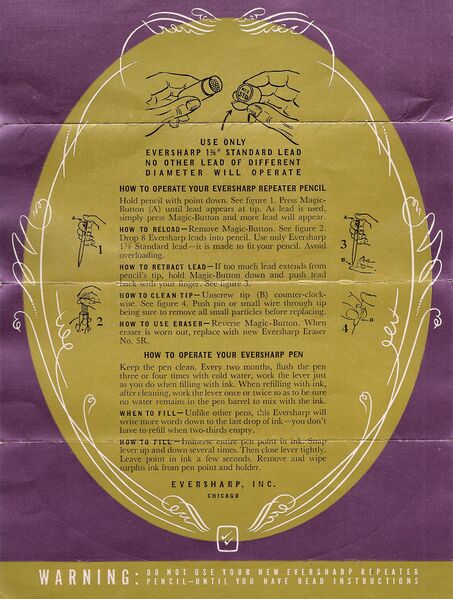 USE ONLY
EVERSHARP 1⅜" STANDARD LEAD
NO OTHER LEAD OF DIFFERENT
DIAMETER WILL OPERATE
HOW TO OPERATE YOUR EVERSHARP REPEATER PENCIL
Hold pencil with point down. See figure 1. Press Magic-
Button (A) until lead appears at tip. As lead is used,
simply press Magic-Button and more lead will appear.
HOW TO RELOAD—Remove Magic-Button. See figure 2.
Drop 8 Eversharp leads into pencil. Use only Eversharp
1⅜ Standard lead—it is made to fit your pencil. Avoid
overloading.
HOW TO RETRACT LEAD—If too much lead extends from
pencil's tip, hold Magic-Button down and push lead
back with your finger. See figure 3.
HOW TO CLEAN TIP—Unscrew tip (B) counter-clock-
wise. See figure 4. Push pin or small wire through tip
being sure to remove all small particles before replacing.
HOW TO USE ERASER—Reverse Magic-Button. When
eraser is worn out, replace with new Eversharp Eraser
No. 5R.
A
1
2
A
3
4
B
HOW TO OPERATE YOUR EVERSHARP PEN
Keep the pen clean. Every two months, flush the pen
three or four times with cold water, work the lever just
as you do when filling with ink. When refilling with ink,
after cleaning, work the lever once or twice so as to be sure
no water remains in the pen barrel to mix with the ink.
WHEN TO FILL—Unlike other pens, this Eversharp will
write more words down to the last drop of ink—you don't
have to refill when two-thirds empty.
HOW TO FILL—Immerse entire pen point in ink. Snap
lever up and down several times. Then close lever tightly.
Leave point in ink a few seconds. Remove and wipe
surplus ink from pen point and holder.
EVERSHARP, INC.
CHICAGO
WARNING: DO NOT USE YOUR NEW EVERSHARP REPEATER
PENCIL—UNTIL YOU HAVE READ INSTRUCTIONS